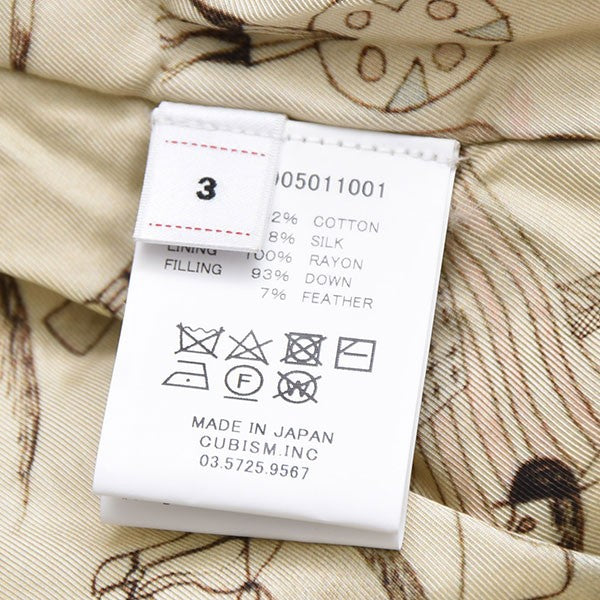 3
05011001
2% COTTON
8% SILK
LINING 100% RAYON
FILLING 93% DOWN
7% FEATHER
F
W
MADE IN JAPAN
CUBISM.INC
03.5725.9567